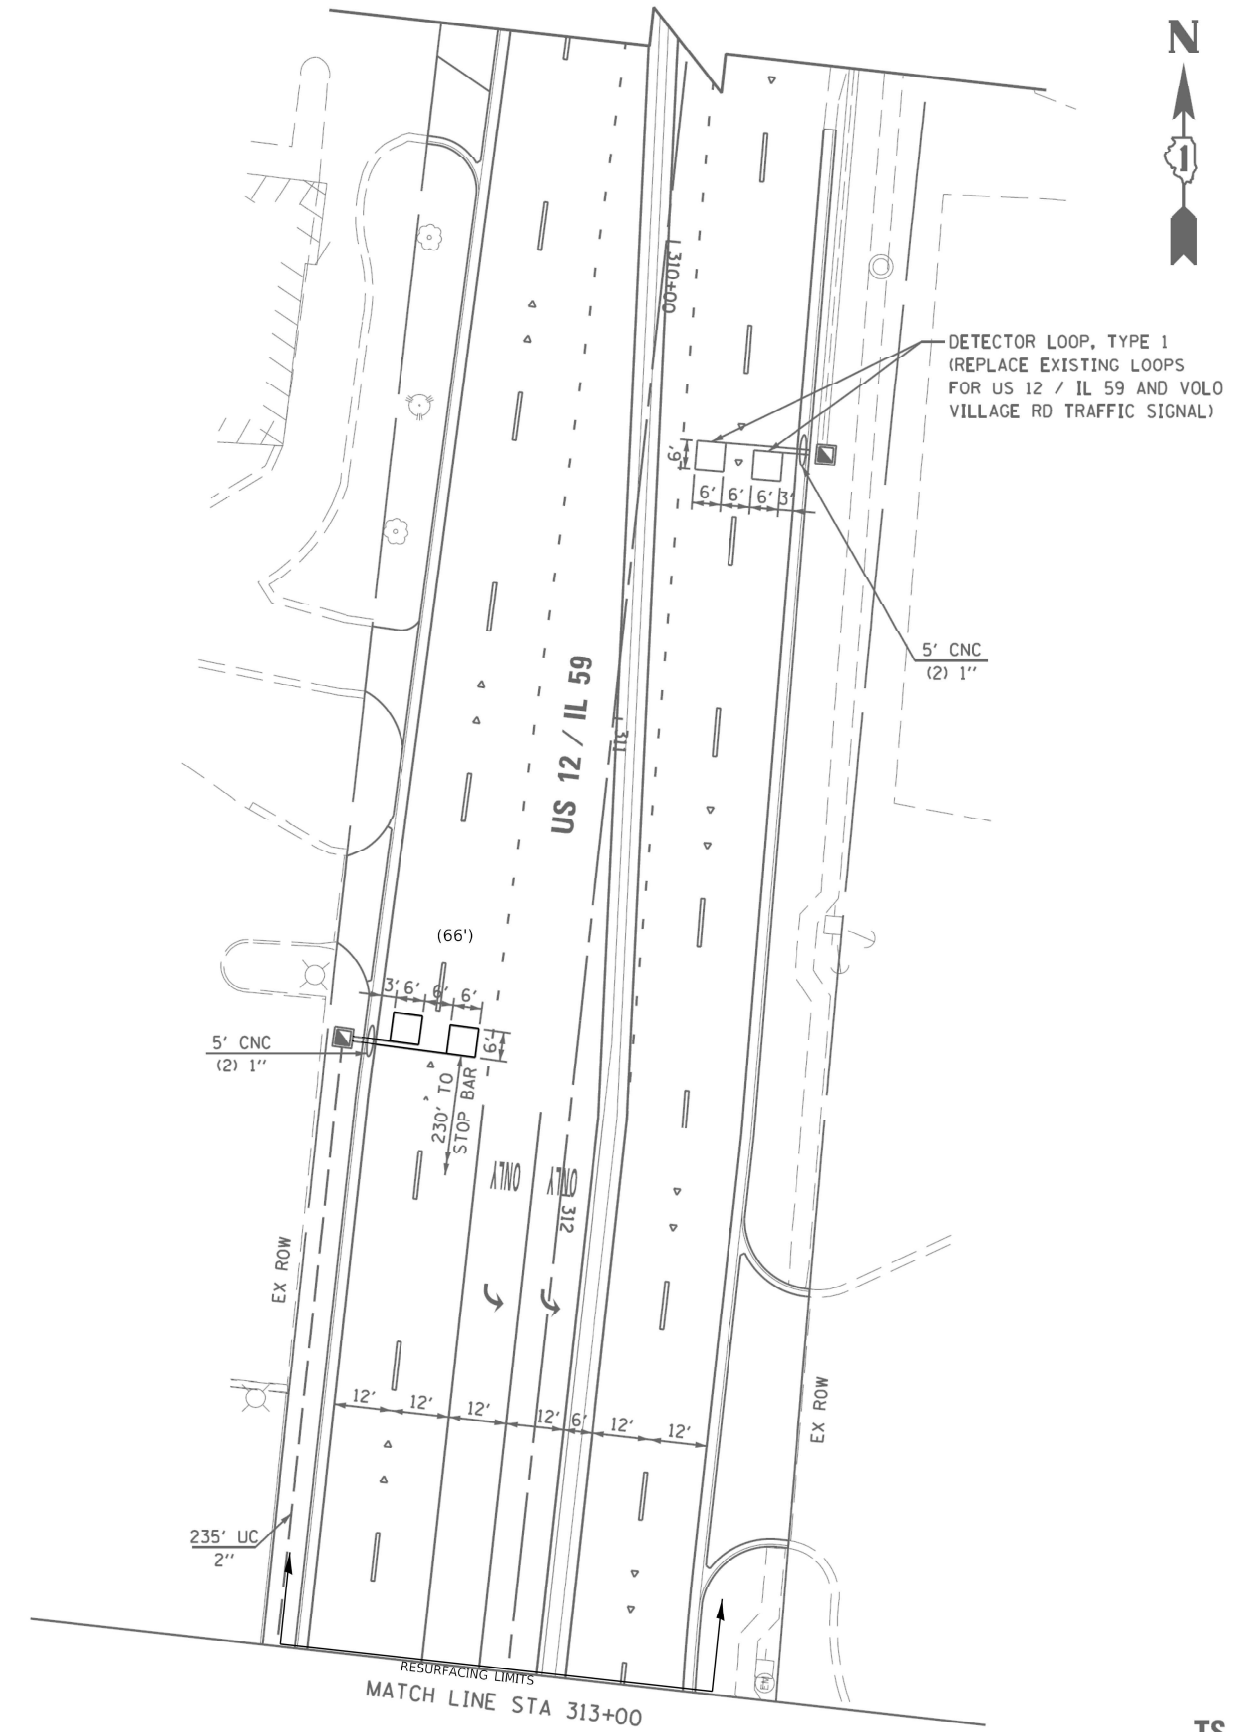 N
1
L310+00
DETECTOR LOOP, TYPE 1
(REPLACE EXISTING LOOPS
FOR US 12 / IL 59 AND VOLO
VILLAGE RD TRAFFIC SIGNAL)
6'
6' 6' 6' 3'
5' CNC
(2) 1''
US 12 / IL 59
311
(66')
3' 6' 6' 6'
6'
5' CNC
(2) 1''
230' TO
STOP BAR
ONLY
ONLY
312
EX ROW
EX ROW
12' 12' 12' 12' 6' 12' 12'
235' UC
2''
RESURFACING LIMITS
MATCH LINE STA 313+00
TS